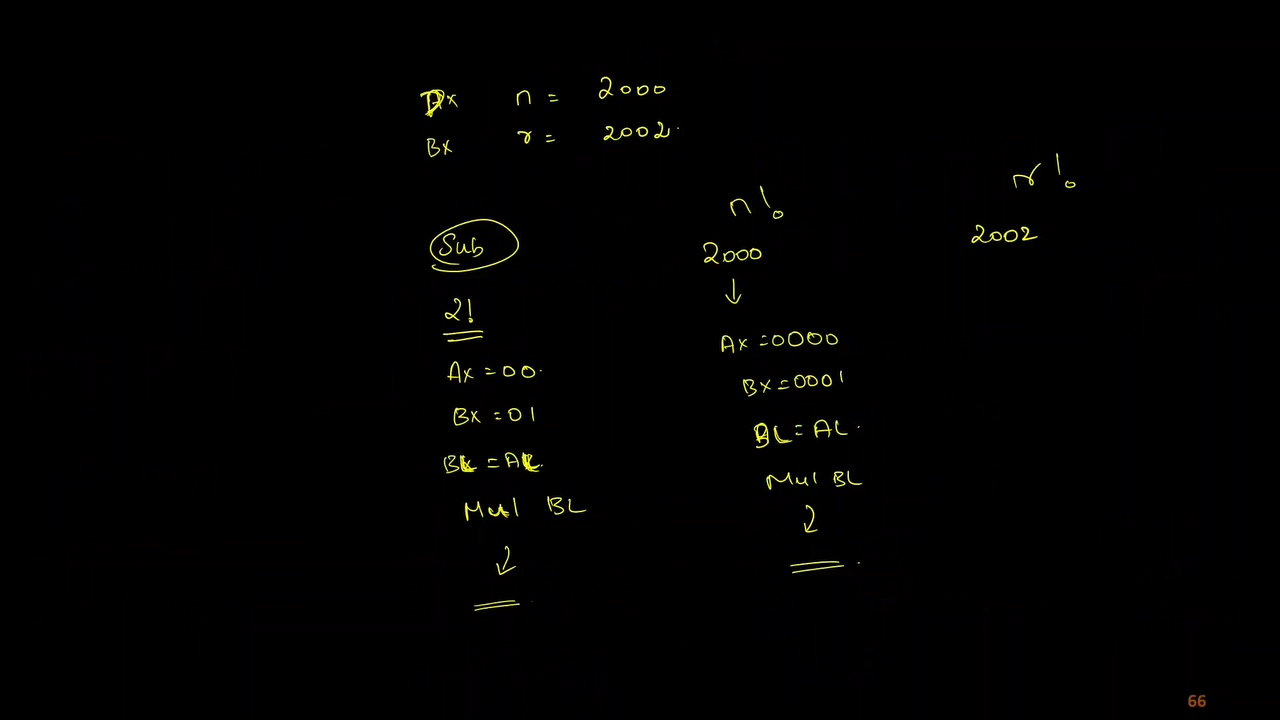 Ax n = 2000
Bx r = 2002.
Sub
2!
Ax = 00.
Bx = 01
BL = AL.
Mul BL
n!
2000
↓
Ax = 0000
Bx = 0001
BL = AL.
Mul BL
r!
2002
66